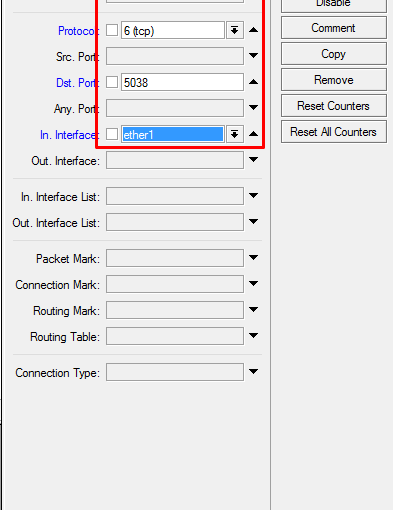 Disable
Protocol: 6 (tcp)
Comment
Src. Port:
Copy
Dst. Port: 5038
Remove
Any. Port:
Reset Counters
In. Interface: ether1
Reset All Counters
Out. Interface:
In. Interface List:
Out. Interface List:
Packet Mark:
Connection Mark:
Routing Mark:
Routing Table:
Connection Type: